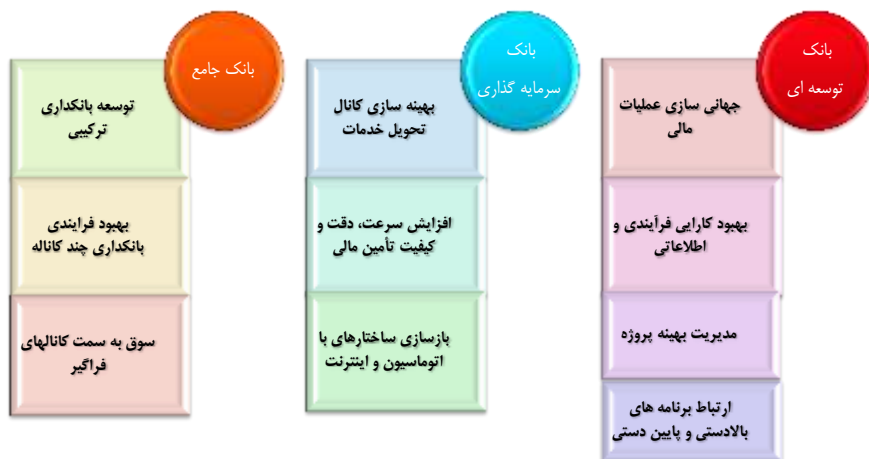 بانک
توسعه ای
جهانی سازی عملیات
مالی
بهبود کارایی فرآیندی و
اطلاعاتی
مدیریت بهینه پروژه
ارتباط برنامه های
بالادستی و پایین دستی
بانک
سرمایه گذاری
بهینه سازی کانال
تحویل خدمات
افزایش سرعت، دقت و
کیفیت تأمین مالی
بازسازی ساختارهای با
اتوماسیون و اینترنت
بانک جامع
توسعه بانکداری
ترکیبی
بهبود فرایندی
بانکداری چند کاناله
سوق به سمت کانالهای
فراگیر